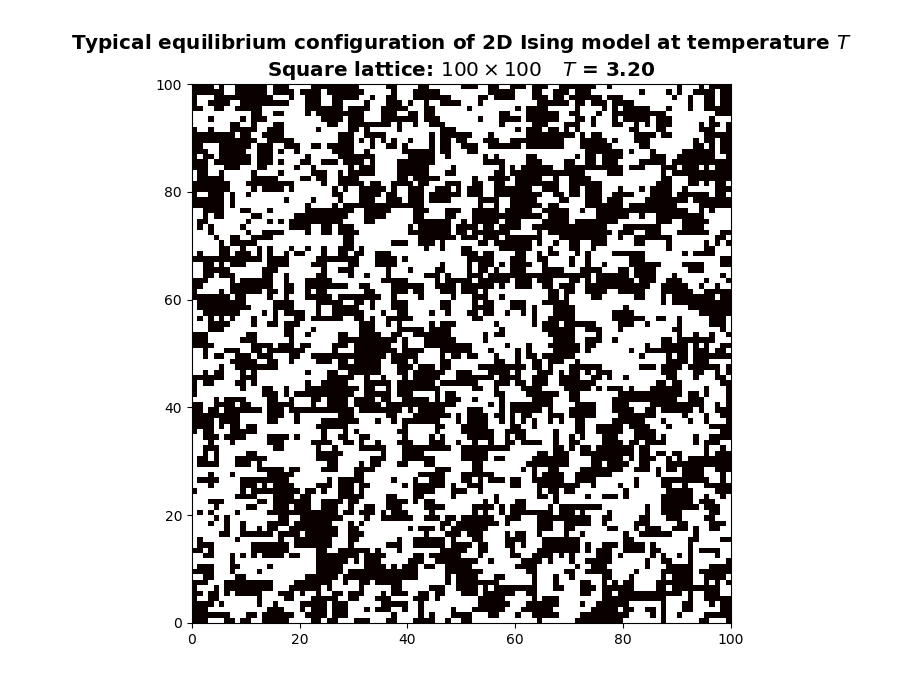 Typical equilibrium configuration of 2D Ising model at temperature T
Square lattice: 100 × 100 T = 3.20
100
80
60
40
20
0
0 20 40 60 80 100